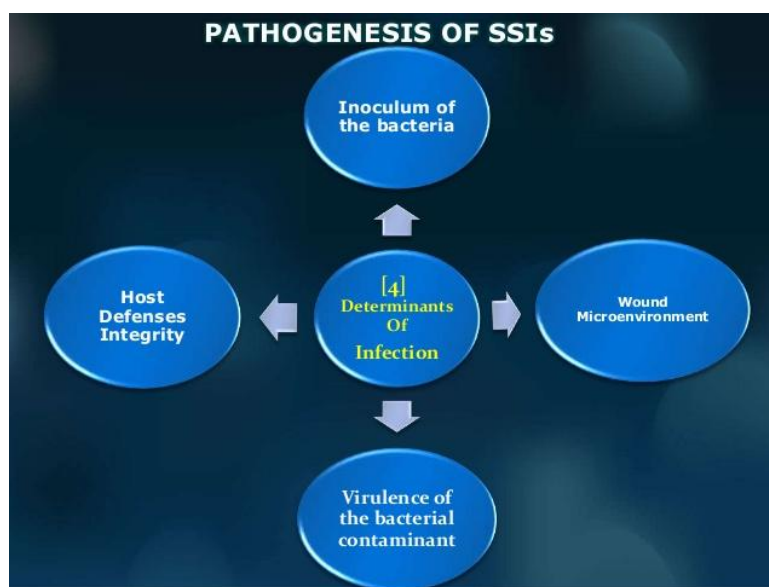 PATHOGENESIS OF SSIs
Inoculum of
the bacteria
Host
Defenses
Integrity
[4]
Determinants
Of
Infection
Wound
Microenvironment
Virulence of
the bacterial
contaminant